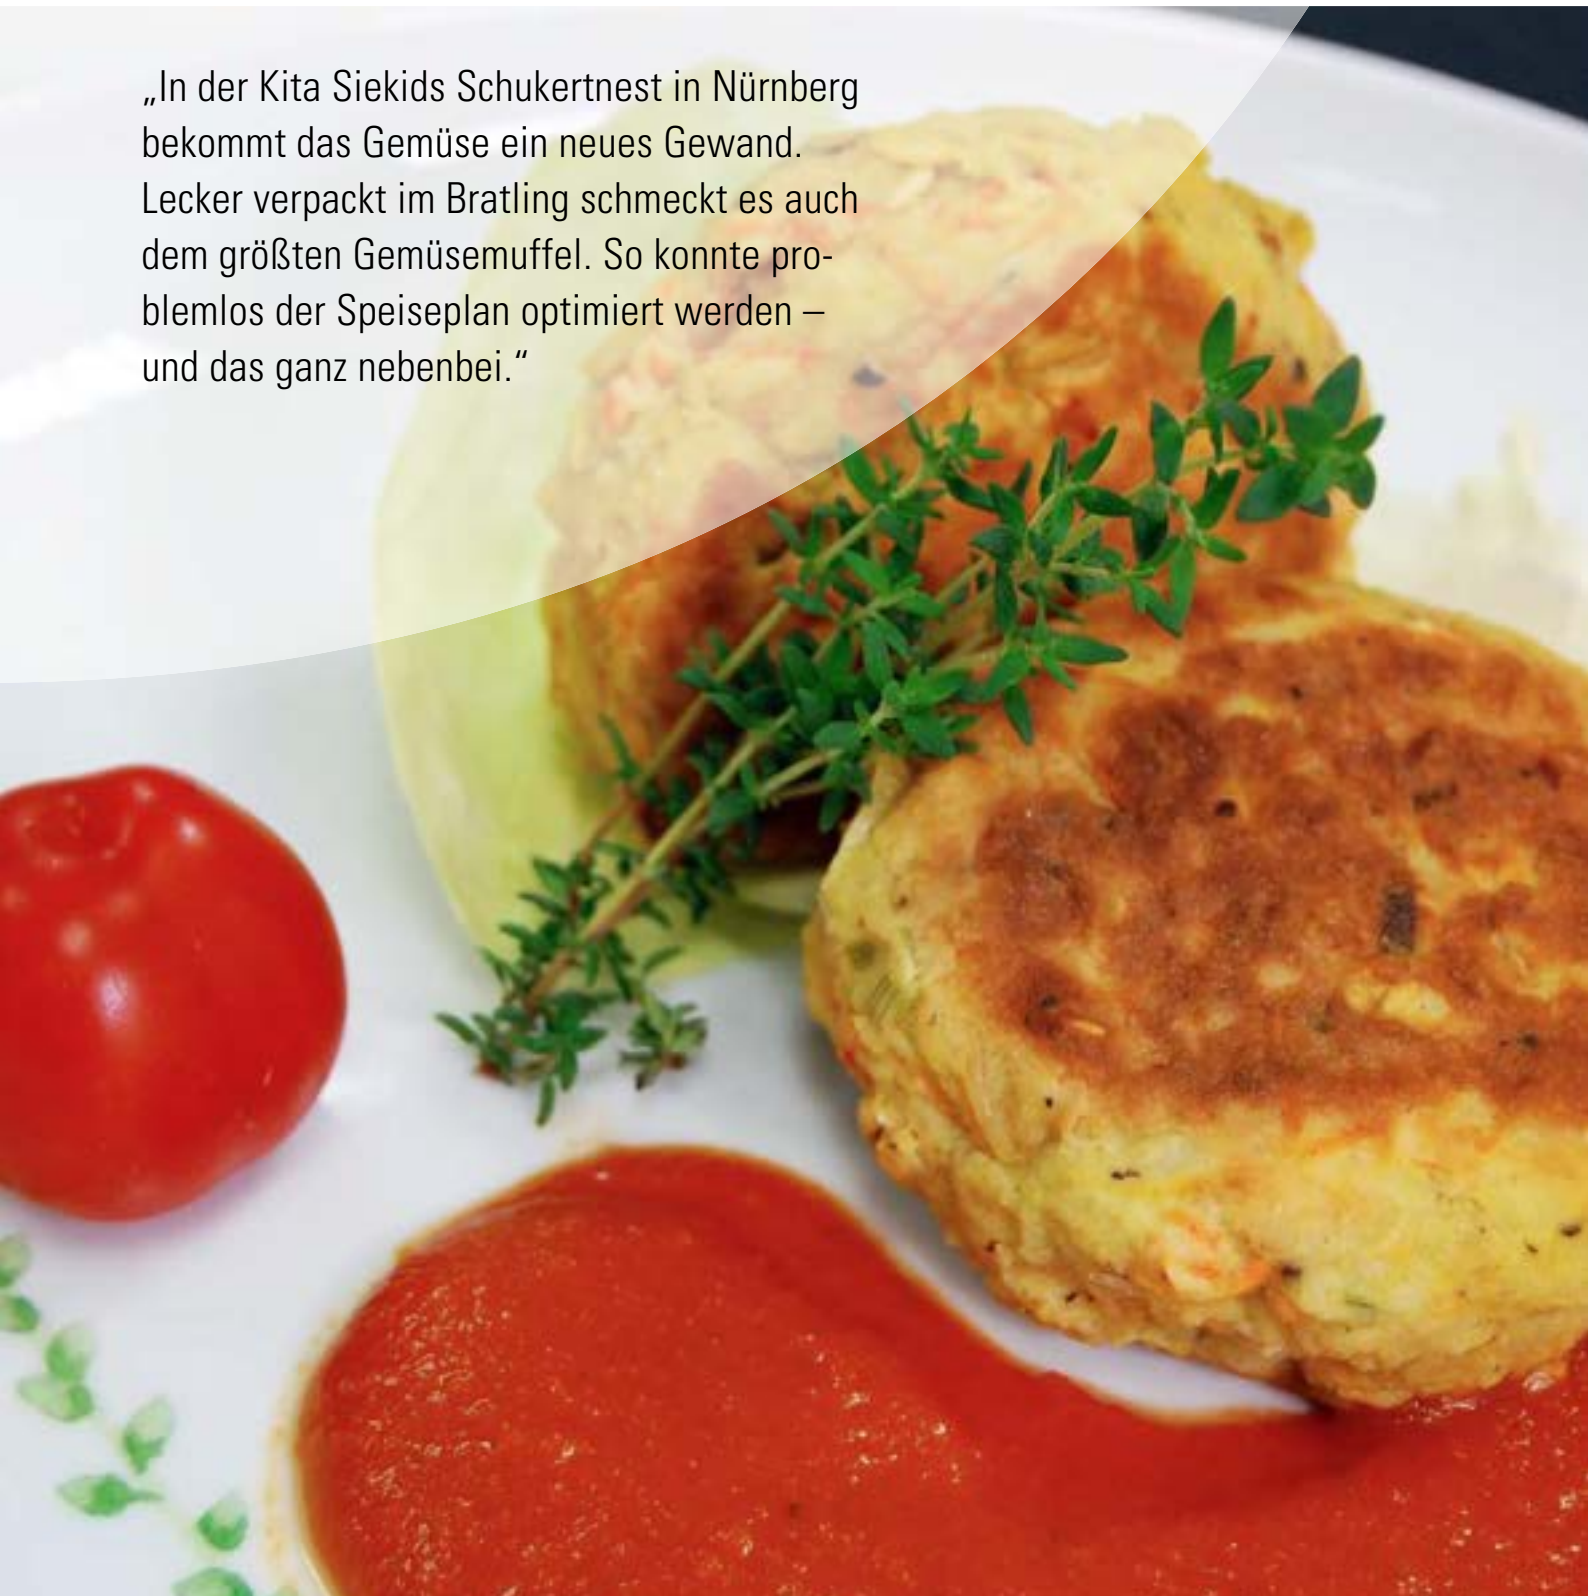 „In der Kita Siekids Schukertnest in Nürnberg
bekommt das Gemüse ein neues Gewand.
Lecker verpackt im Bratling schmeckt es auch
dem größten Gemüsemuffel. So konnte pro-
blemlos der Speiseplan optimiert werden –
und das ganz nebenbei.“